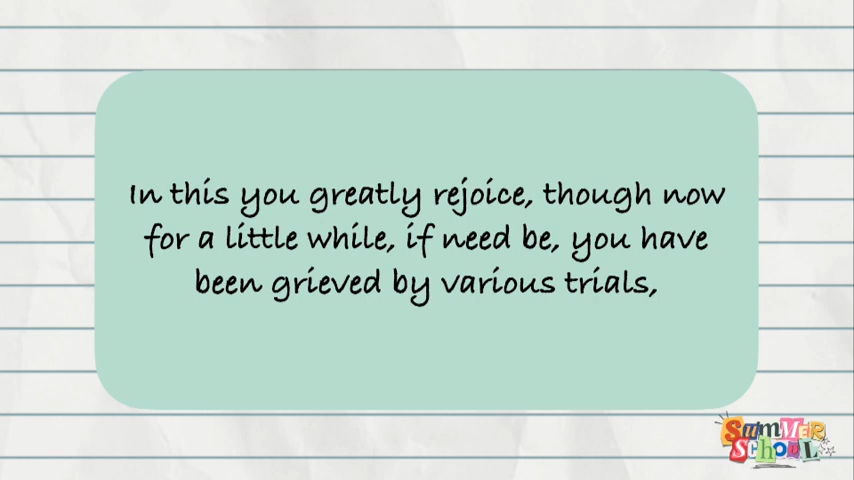 In this you greatly rejoice, though now
for a little while, if need be, you have
been grieved by various trials,
SUMMER
SCHOOL